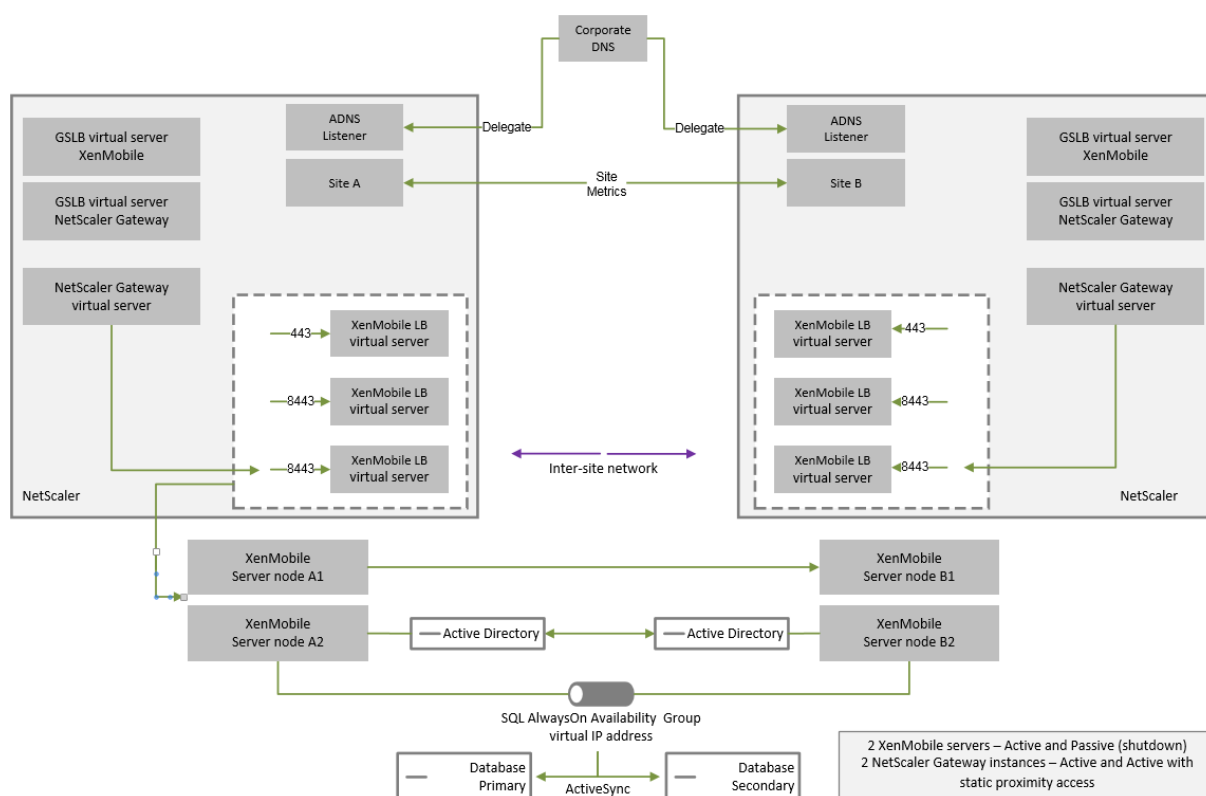 Corporate
DNS
ADNS
Listener
Delegate
Delegate
ADNS
Listener
GSLB virtual server
XenMobile
GSLB virtual server
XenMobile
Site A
Site
Metrics
Site B
GSLB virtual server
NetScaler Gateway
GSLB virtual server
NetScaler Gateway
NetScaler Gateway
virtual server
NetScaler Gateway
virtual server
443
XenMobile LB
virtual server
XenMobile LB
virtual server
443
8443
XenMobile LB
virtual server
XenMobile LB
virtual server
8443
8443
XenMobile LB
virtual server
Inter-site network
XenMobile LB
virtual server
8443
NetScaler
NetScaler
XenMobile
Server node A1
XenMobile
Server node B1
XenMobile
Server node A2
Active Directory
Active Directory
XenMobile
Server node B2
SQL AlwaysOn Availability Group
virtual IP address
Database
Primary
ActiveSync
Database
Secondary
2 XenMobile servers – Active and Passive (shutdown)
2 NetScaler Gateway instances – Active and Active with
static proximity access